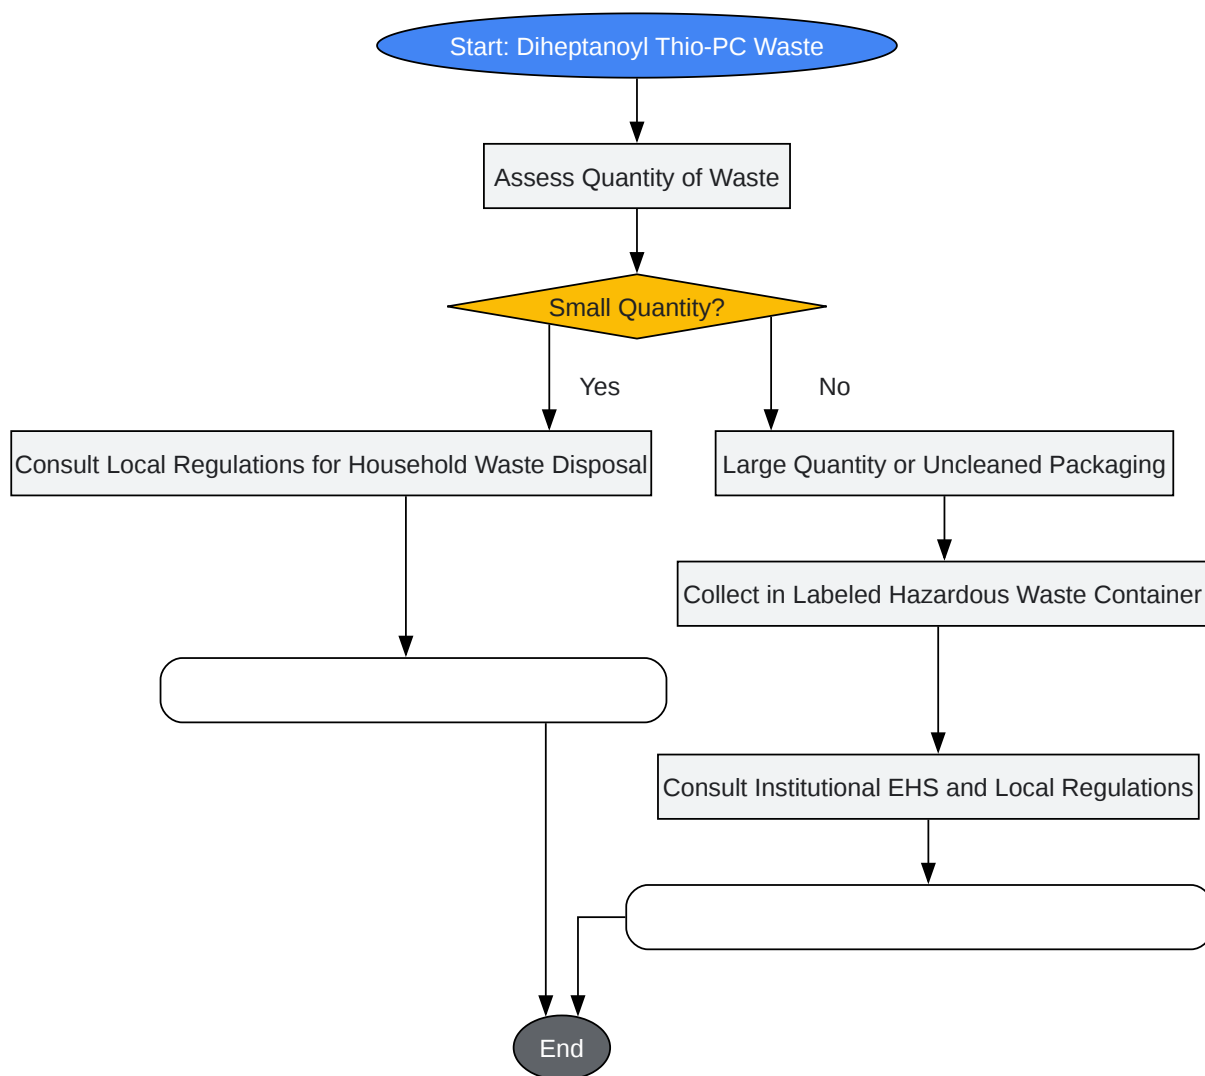 Start: Diheptanoyl Thio-PC Waste
Assess Quantity of Waste
Small Quantity?
Yes
No
Consult Local Regulations for Household Waste Disposal
Large Quantity or Uncleaned Packaging
Collect in Labeled Hazardous Waste Container
Consult Institutional EHS and Local Regulations
End